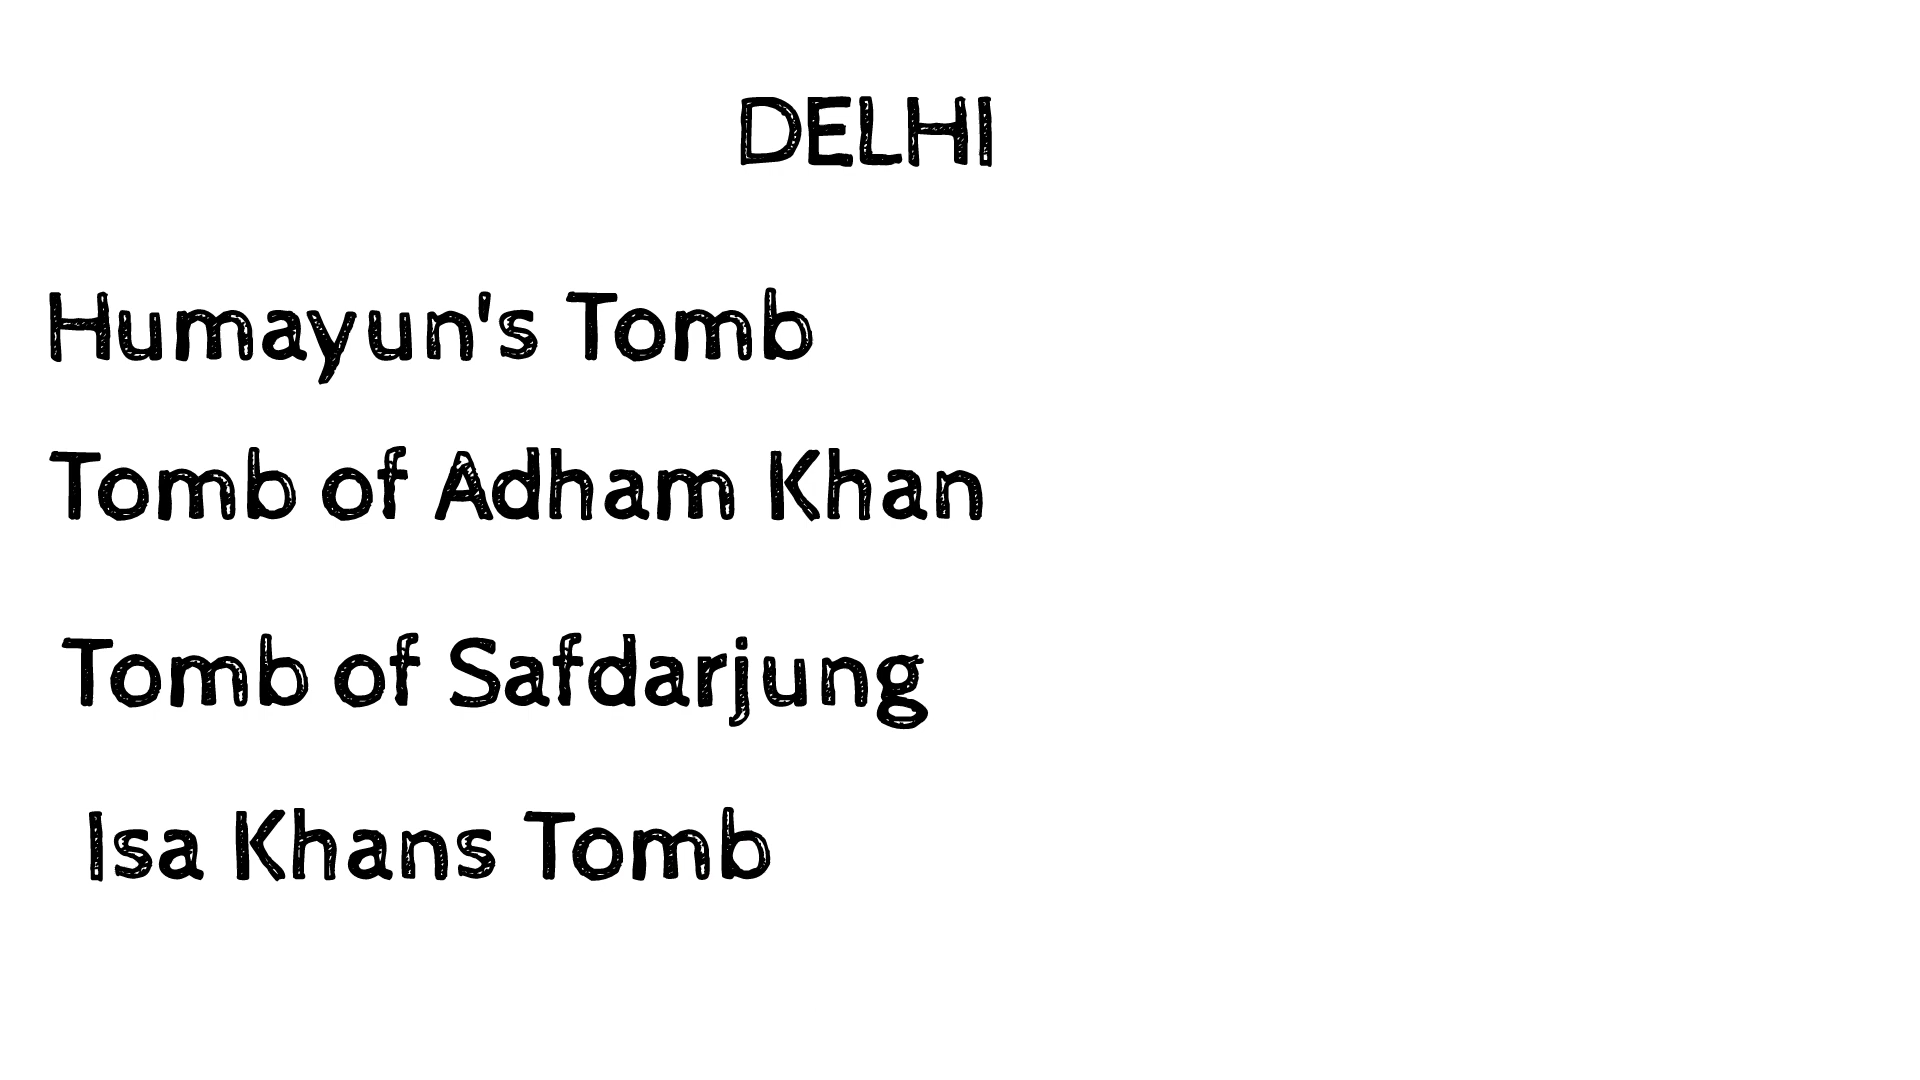 DELHI
Humayun's Tomb
Tomb of Adham Khan
Tomb of Safdarjung
Isa Khans Tomb